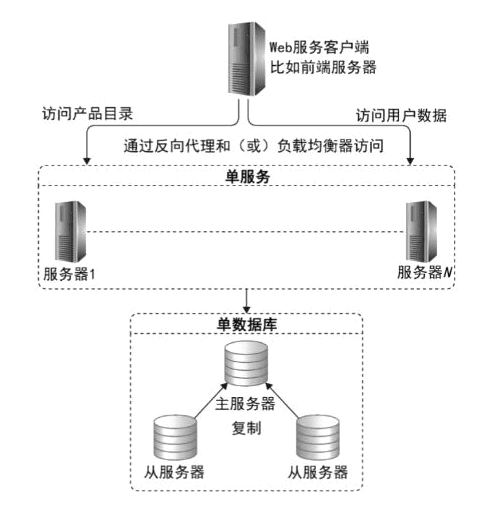 Web服务客户端
比如前端服务器
访问产品目录
访问用户数据
通过反向代理和（或）负载均衡器访问
单服务
服务器1
服务器N
单数据库
主服务器
复制
从服务器
从服务器